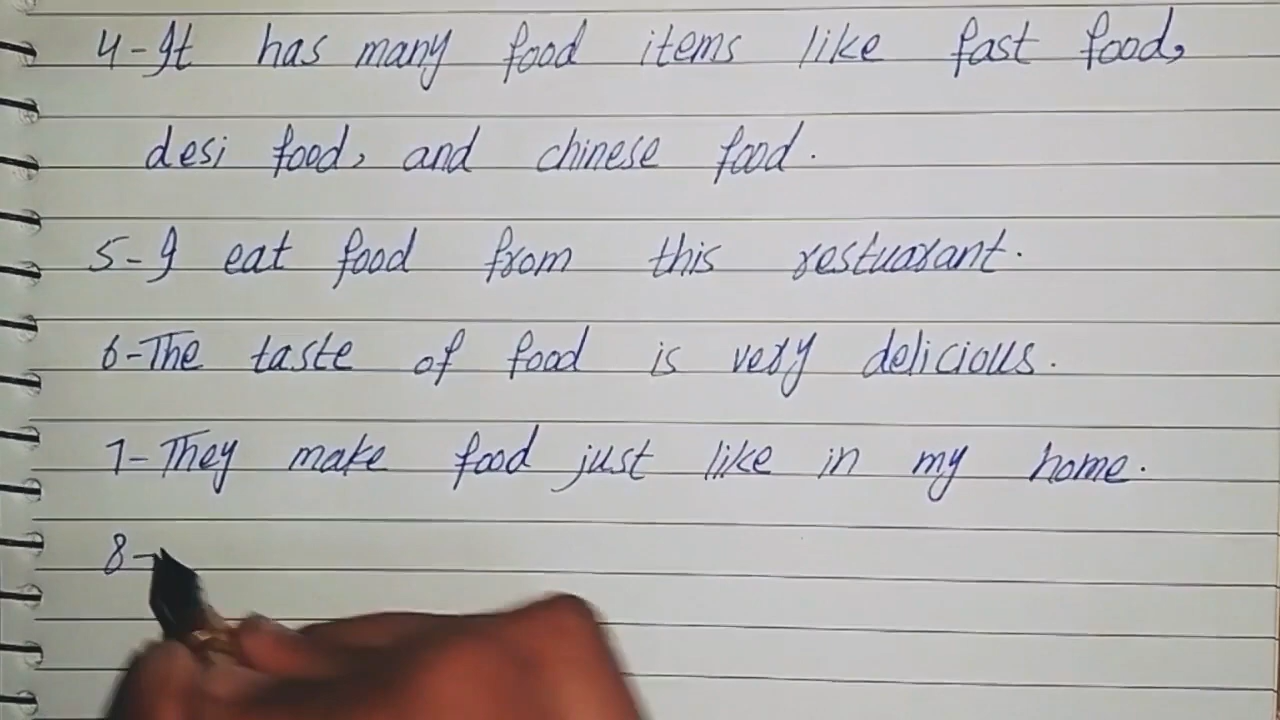 4-It has many food items like fast food,
desi food, and chinese food.
5-I eat food from this restuarant.
6-The taste of food is very delicious.
7-They make food just like in my home.
8-